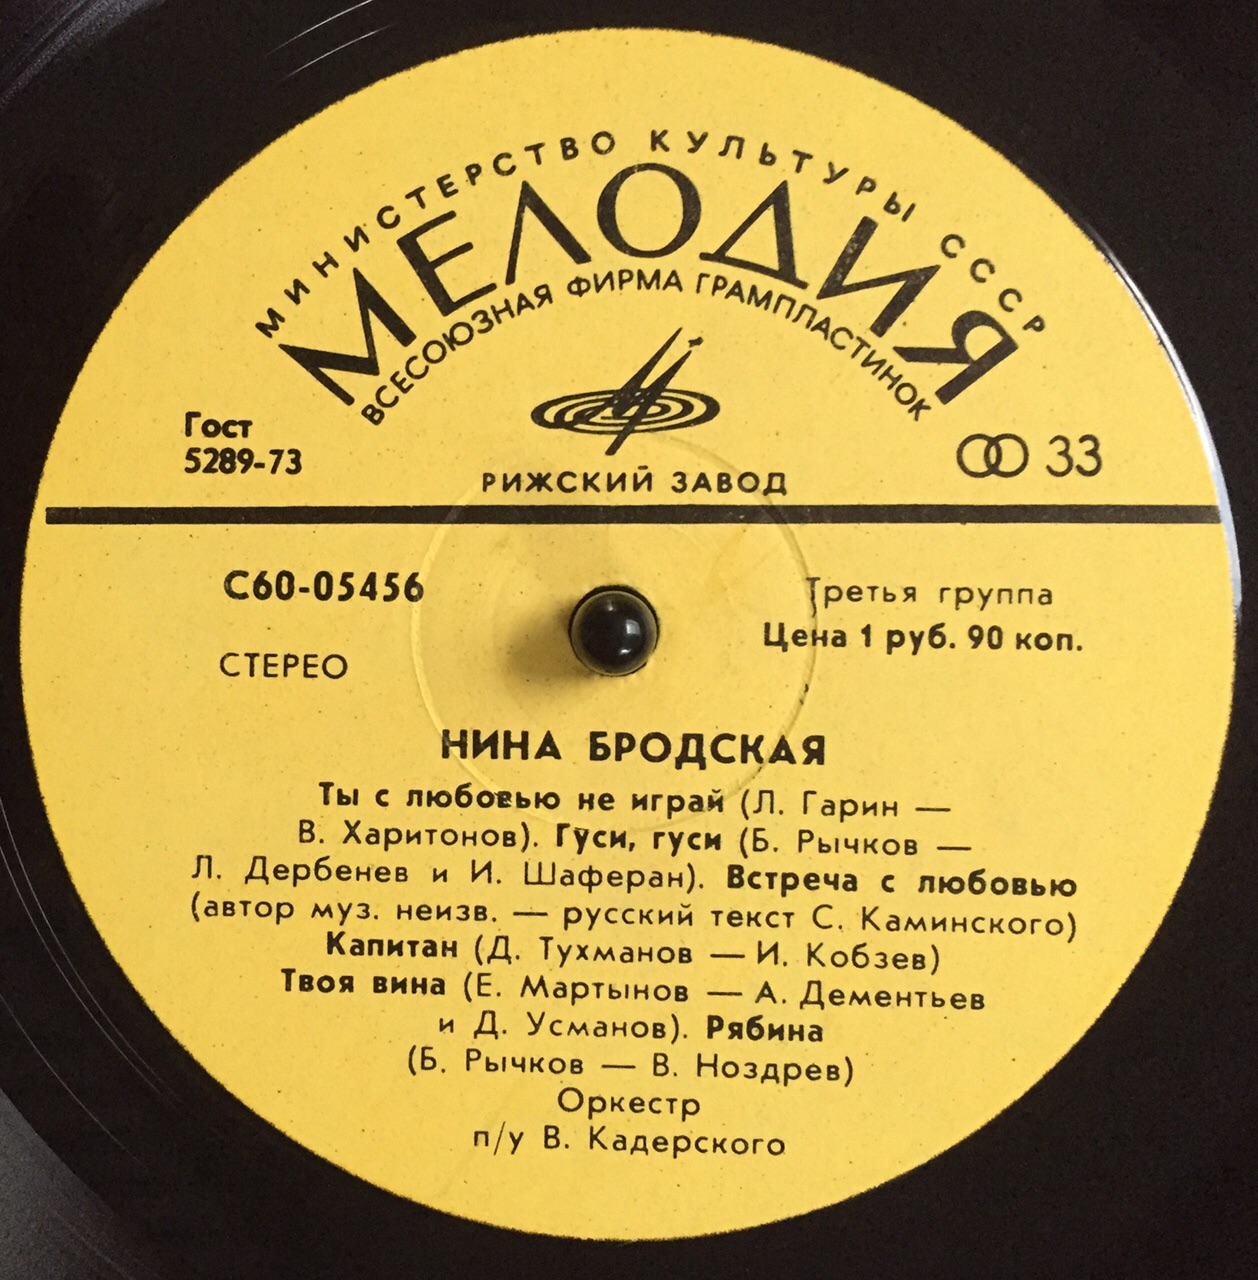 МИНИСТЕРСТВО КУЛЬТУРЫ СССР
МЕЛОДИЯ
ВСЕСОЮЗНАЯ ФИРМА ГРАМПЛАСТИНОК
Гост
5289-73
33
РИЖСКИЙ ЗАВОД
С60-05456
Третья группа
Цена 1 руб. 90 коп.
СТЕРЕО
НИНА БРОДСКАЯ
Ты с любовью не играй (Л. Гарин —
В. Харитонов). Гуси, гуси (Б. Рычков —
Л. Дербенев и И. Шаферан). Встреча с любовью
(автор муз. неизв. — русский текст С. Каминского)
Капитан (Д. Тухманов — И. Кобзев)
Твоя вина (Е. Мартынов — А. Дементьев
и Д. Усманов). Рябина
(Б. Рычков — В. Ноздрев)
Оркестр
п/у В. Кадерского